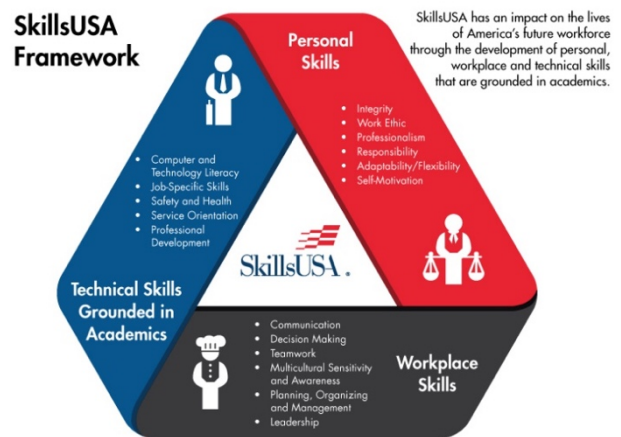 SkillsUSA
Framework
SkillsUSA has an impact on the lives
of America's future workforce
through the development of personal,
workplace and technical skills
that are grounded in academics.
Personal
Skills
• Integrity
• Work Ethic
• Professionalism
• Responsibility
• Adaptability/Flexibility
• Self-Motivation
• Computer and
Technology Literacy
• Job-Specific Skills
• Safety and Health
• Service Orientation
• Professional
Development
Technical Skills
Grounded in
Academics
SkillsUSA.
• Communication
• Decision Making
• Teamwork
• Multicultural Sensitivity
and Awareness
• Planning, Organizing
and Management
• Leadership
Workplace
Skills